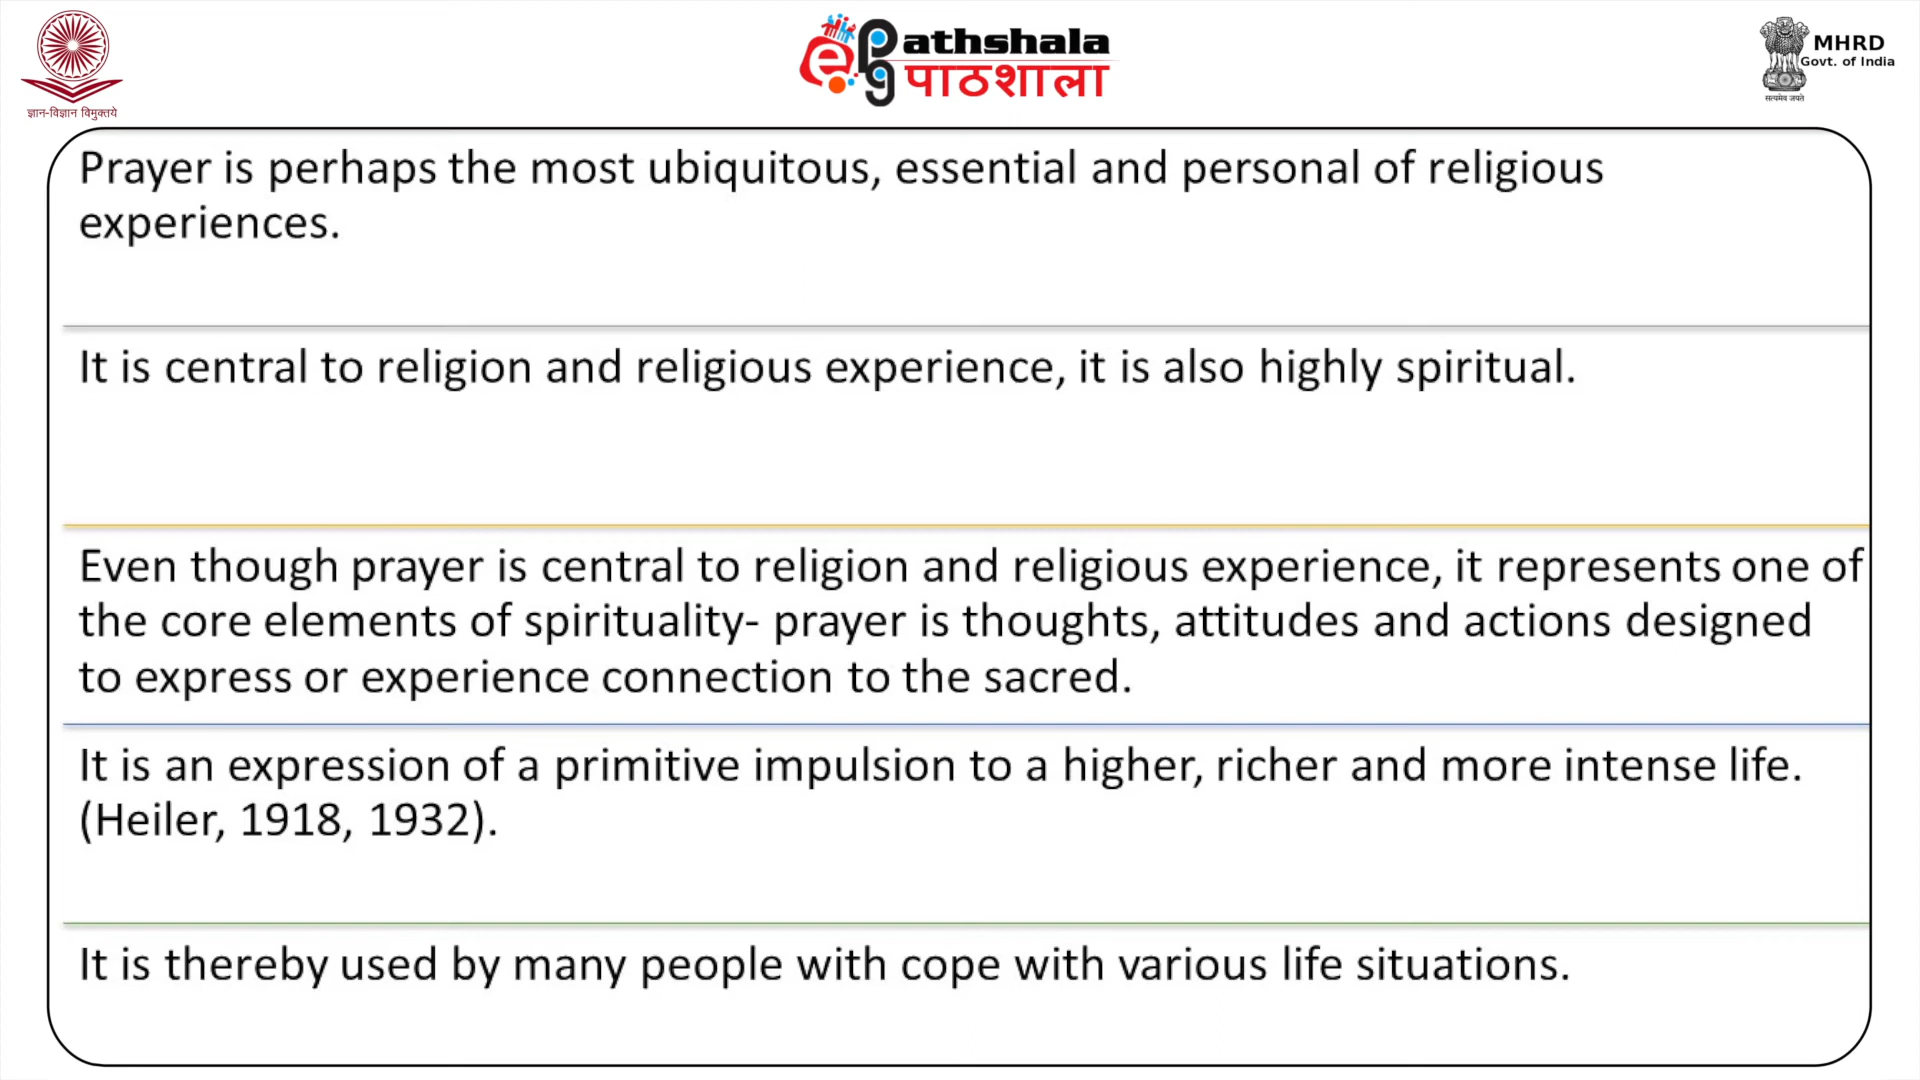 ज्ञान-विज्ञान विमुक्तये
ePg Pathshala
पाठशाला
MHRD
Govt. of India
सत्यमेव जयते
Prayer is perhaps the most ubiquitous, essential and personal of religious
experiences.
It is central to religion and religious experience, it is also highly spiritual.
Even though prayer is central to religion and religious experience, it represents one of
the core elements of spirituality- prayer is thoughts, attitudes and actions designed
to express or experience connection to the sacred.
It is an expression of a primitive impulsion to a higher, richer and more intense life.
(Heiler, 1918, 1932).
It is thereby used by many people with cope with various life situations.